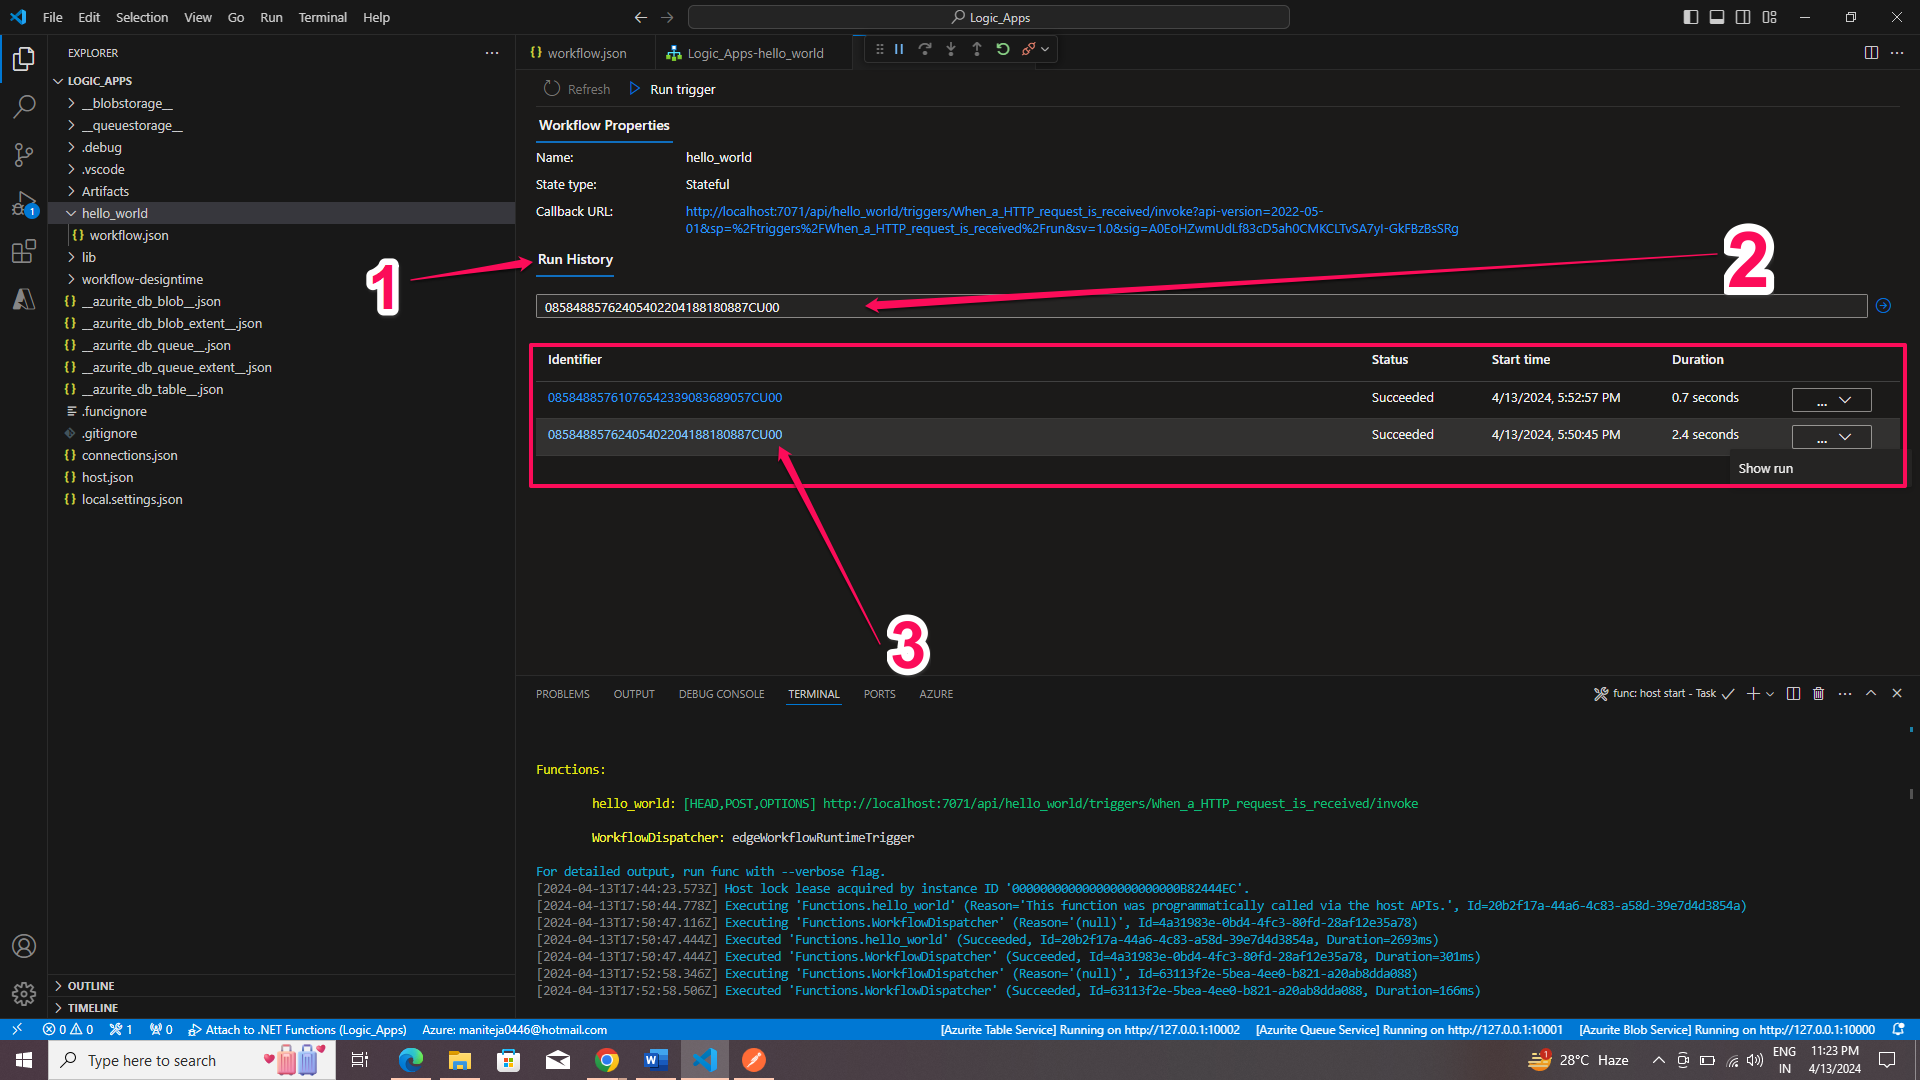 File Edit Selection View Go Run Terminal Help
Logic_Apps
EXPLORER
LOGIC_APPS
__blobstorage__
__queuestorage__
.debug
.vscode
Artifacts
hello_world
workflow.json
lib
workflow-designtime
__azurite_db_blob__.json
__azurite_db_blob_extent__.json
__azurite_db_queue__.json
__azurite_db_queue_extent__.json
__azurite_db_table__.json
.funcignore
.gitignore
connections.json
host.json
local.settings.json
OUTLINE
TIMELINE
1
workflow.json Logic_Apps-hello_world
Refresh Run trigger
Workflow Properties
Name: hello_world
State type: Stateful
Callback URL: http://localhost:7071/api/hello_world/triggers/When_a_HTTP_request_is_received/invoke?api-version=2022-05-
01&sp=%2Ftriggers%2FWhen_a_HTTP_request_is_received%2Frun&sv=1.0&sig=A0EoHZwmUdLf83cD5ah0CMKCLTvSA7yI-GkFBzBsSRg
1
2
Run History
08584885762405402204188180887CU00
Identifier Status Start time Duration
08584885761076542339083689057CU00 Succeeded 4/13/2024, 5:52:57 PM 0.7 seconds ...
08584885762405402204188180887CU00 Succeeded 4/13/2024, 5:50:45 PM 2.4 seconds ...
Show run
3
PROBLEMS OUTPUT DEBUG CONSOLE TERMINAL PORTS AZURE
func: host start - Task
Functions:
hello_world: [HEAD,POST,OPTIONS] http://localhost:7071/api/hello_world/triggers/When_a_HTTP_request_is_received/invoke
WorkflowDispatcher: edgeWorkflowRuntimeTrigger
For detailed output, run func with --verbose flag.
[2024-04-13T17:44:23.573Z] Host lock lease acquired by instance ID '000000000000000000000000B82444EC'.
[2024-04-13T17:50:44.778Z] Executing 'Functions.hello_world' (Reason='This function was programmatically called via the host APIs.', Id=20b2f17a-44a6-4c83-a58d-39e7d4d3854a)
[2024-04-13T17:50:47.116Z] Executing 'Functions.WorkflowDispatcher' (Reason='(null)', Id=4a31983e-0bd4-4fc3-80fd-28af12e35a78)
[2024-04-13T17:50:47.444Z] Executed 'Functions.hello_world' (Succeeded, Id=20b2f17a-44a6-4c83-a58d-39e7d4d3854a, Duration=2693ms)
[2024-04-13T17:50:47.444Z] Executed 'Functions.WorkflowDispatcher' (Succeeded, Id=4a31983e-0bd4-4fc3-80fd-28af12e35a78, Duration=301ms)
[2024-04-13T17:52:58.346Z] Executing 'Functions.WorkflowDispatcher' (Reason='(null)', Id=63113f2e-5bea-4ee0-b821-a20ab8dda088)
[2024-04-13T17:52:58.506Z] Executed 'Functions.WorkflowDispatcher' (Succeeded, Id=63113f2e-5bea-4ee0-b821-a20ab8dda088, Duration=166ms)
0 0 1 0 Attach to .NET Functions (Logic_Apps) Azure: maniteja0446@hotmail.com [Azurite Table Service] Running on http://127.0.0.1:10002 [Azurite Queue Service] Running on http://127.0.0.1:10001 [Azurite Blob Service] Running on http://127.0.0.1:10000
Type here to search
1 28°C Haze
ENG
IN
11:23 PM
4/13/2024